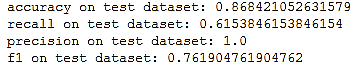 accuracy on test dataset: 0.868421052631579
recall on test dataset: 0.6153846153846154
precision on test dataset: 1.0
f1 on test dataset: 0.761904761904762